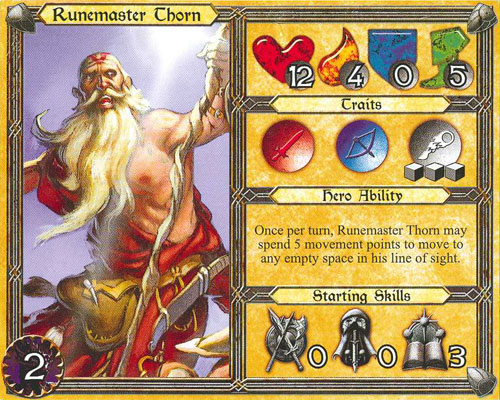 Runemaster Thorn
12 4 0 5
Traits
Hero Ability
Once per turn, Runemaster Thorn may
spend 5 movement points to move to
any empty space in his line of sight.
Starting Skills
0 0 3
2